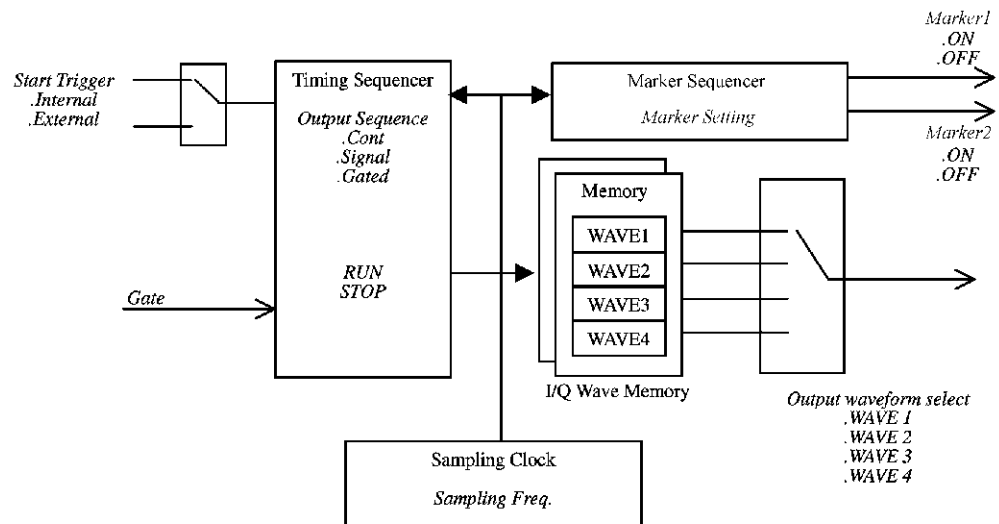 Start Trigger
.Internal
.External
Gate
Timing Sequencer
Output Sequence
.Cont
.Signal
.Gated
RUN
STOP
Marker Sequencer
Marker Setting
Marker1
.ON
.OFF
Marker2
.ON
.OFF
Memory
WAVE1
WAVE2
WAVE3
WAVE4
I/Q Wave Memory
Output waveform select
.WAVE 1
.WAVE 2
.WAVE 3
.WAVE 4
Sampling Clock
Sampling Freq.